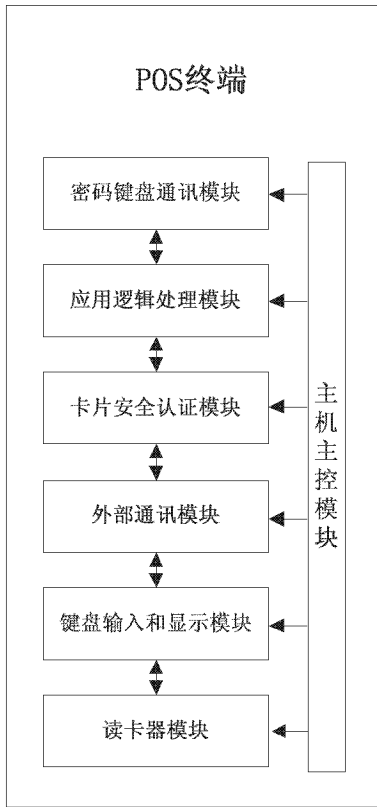 POS终端
密码键盘通讯模块
应用逻辑处理模块
卡片安全认证模块
外部通讯模块
键盘输入和显示模块
读卡器模块
主机主控模块